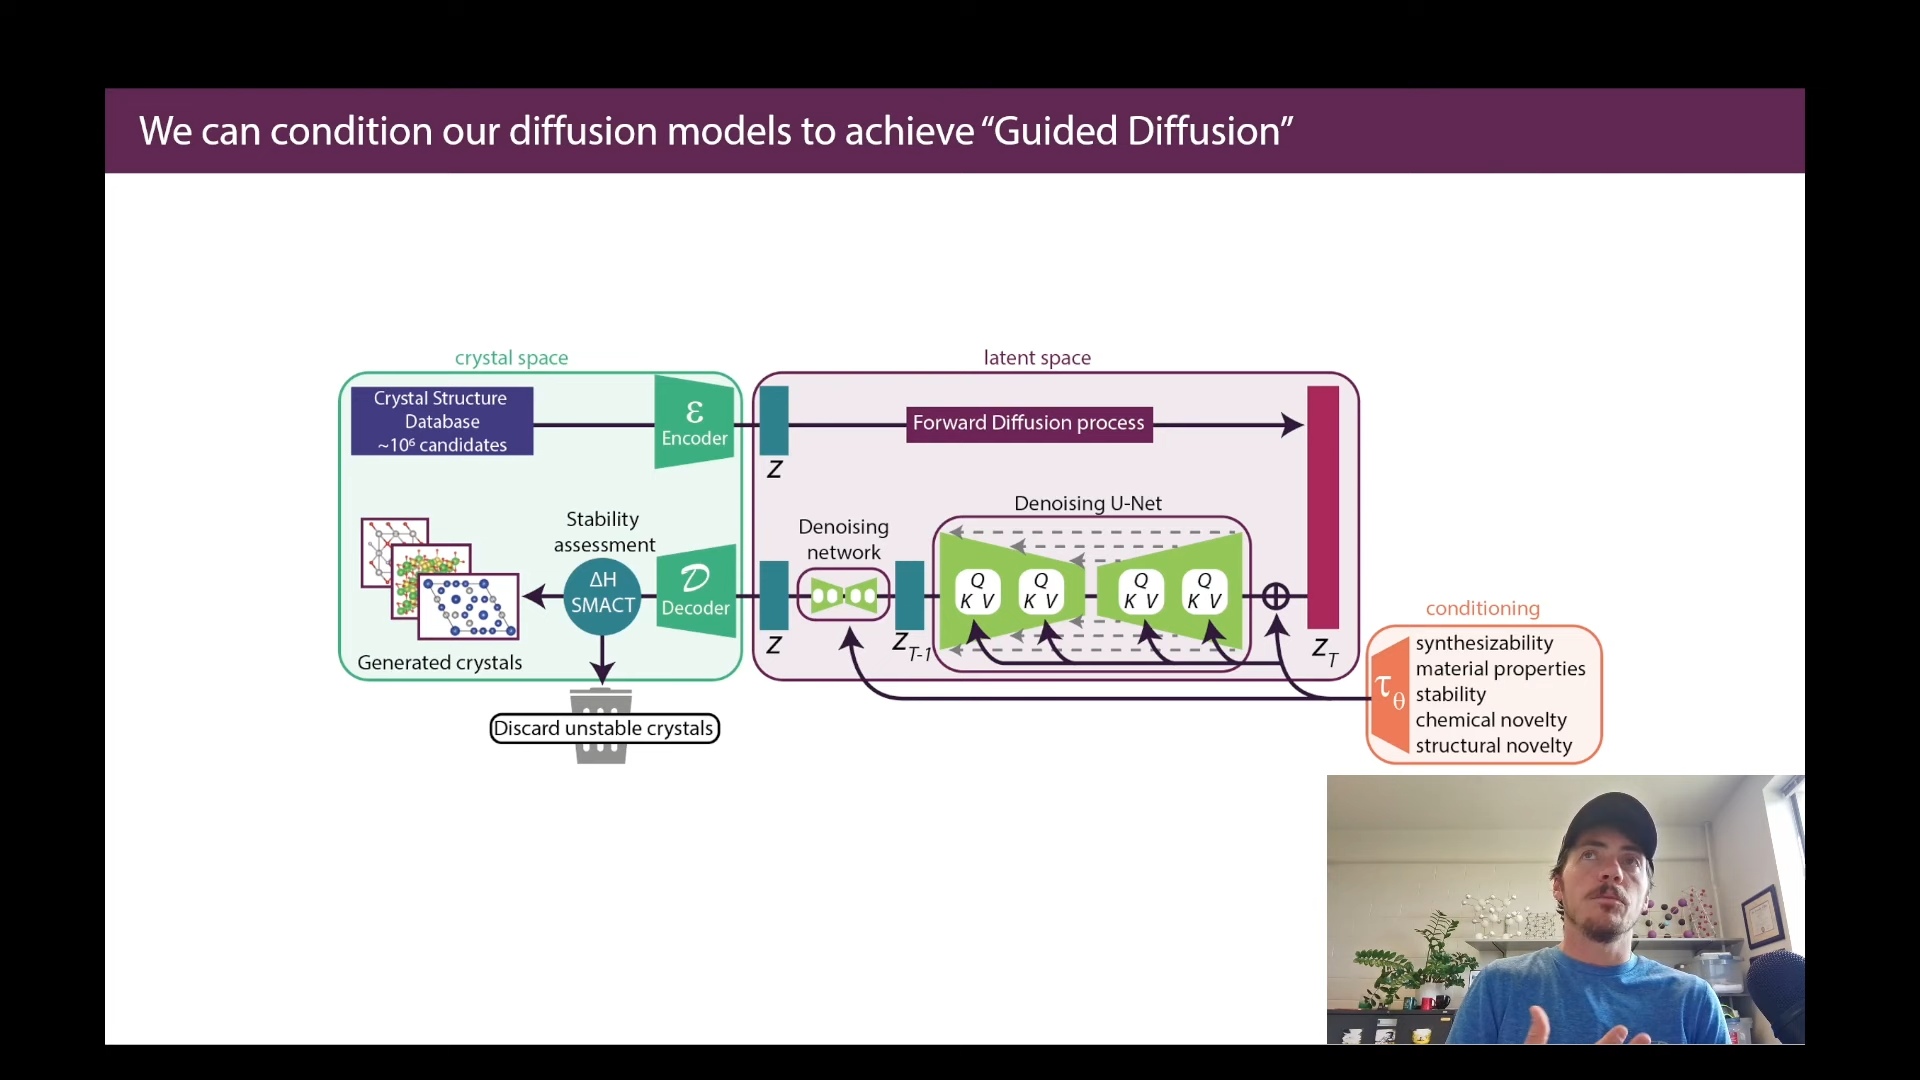 We can condition our diffusion models to achieve “Guided Diffusion”
crystal space
latent space
Crystal Structure
Database
~10⁶ candidates
ε
Encoder
z
Forward Diffusion process
Denoising U-Net
Stability
assessment
Denoising
network
ΔH
SMACT
𝒟
Decoder
Q
K V
Q
K V
Q
K V
Q
K V
z
z_{T-1}
z_T
Generated crystals
Discard unstable crystals
conditioning
τ_θ
synthesizability
material properties
stability
chemical novelty
structural novelty